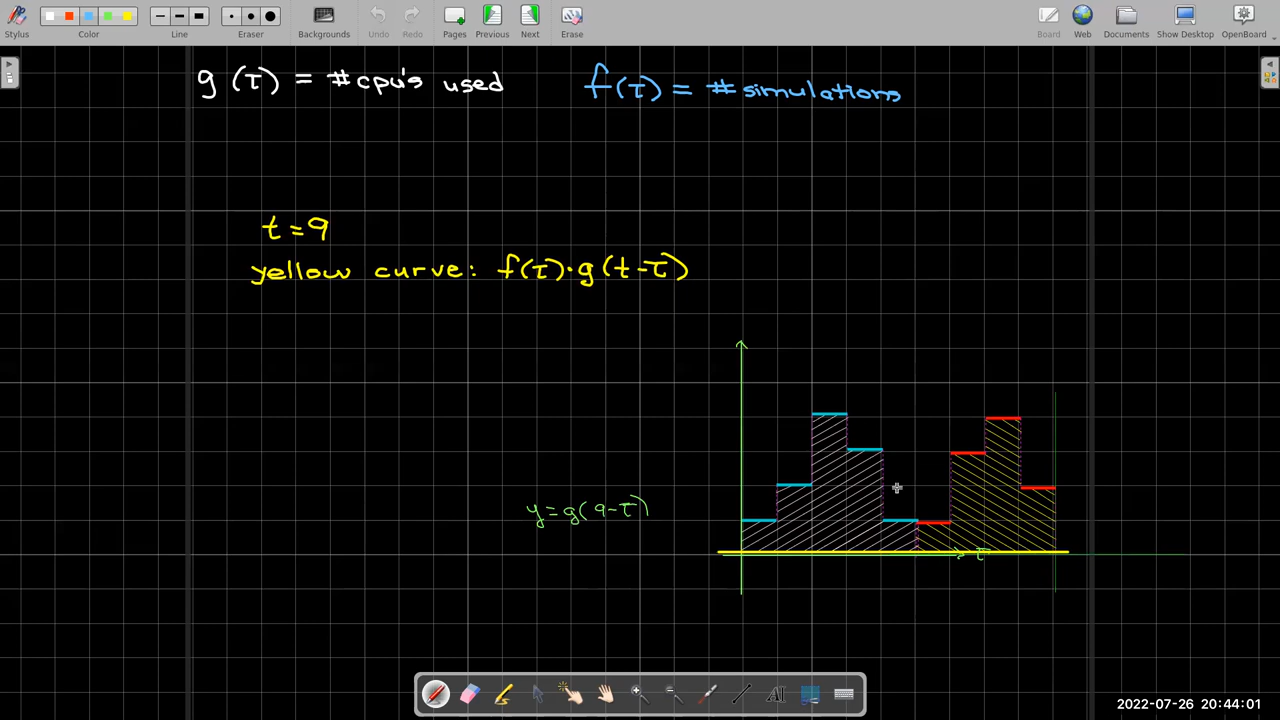 Stylus
Color
Line
Eraser
Backgrounds
Undo
Redo
Pages
Previous
Next
Erase
Board
Web
Documents
Show Desktop
OpenBoard
g(τ) = #cpu's used
f(τ) = #simulations
t=9
yellow curve: f(τ)·g(t-τ)
y=g(9-τ)
τ
AI
2022-07-26 20:44:01